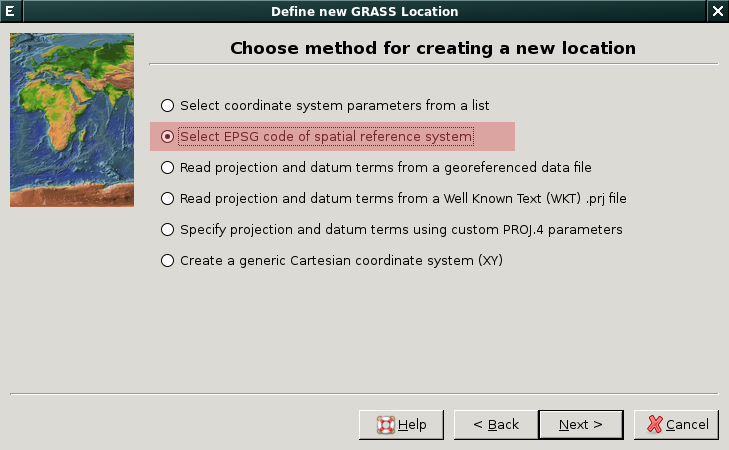 E Define new GRASS Location
Choose method for creating a new location
Select coordinate system parameters from a list
Select EPSG code of spatial reference system
Read projection and datum terms from a georeferenced data file
Read projection and datum terms from a Well Known Text (WKT) .prj file
Specify projection and datum terms using custom PROJ.4 parameters
Create a generic Cartesian coordinate system (XY)
Help < Back Next > Cancel